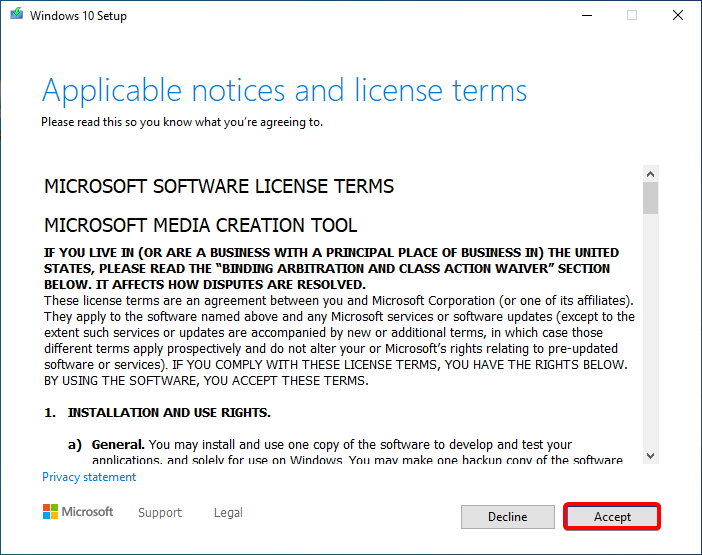 Windows 10 Setup
Applicable notices and license terms
Please read this so you know what you're agreeing to.
MICROSOFT SOFTWARE LICENSE TERMS
MICROSOFT MEDIA CREATION TOOL
IF YOU LIVE IN (OR ARE A BUSINESS WITH A PRINCIPAL PLACE OF BUSINESS IN) THE UNITED
STATES, PLEASE READ THE “BINDING ARBITRATION AND CLASS ACTION WAIVER” SECTION
BELOW. IT AFFECTS HOW DISPUTES ARE RESOLVED.
These license terms are an agreement between you and Microsoft Corporation (or one of its affiliates).
They apply to the software named above and any Microsoft services or software updates (except to the
extent such services or updates are accompanied by new or additional terms, in which case those
different terms apply prospectively and do not alter your or Microsoft’s rights relating to pre-updated
software or services). IF YOU COMPLY WITH THESE LICENSE TERMS, YOU HAVE THE RIGHTS BELOW.
BY USING THE SOFTWARE, YOU ACCEPT THESE TERMS.
1. INSTALLATION AND USE RIGHTS.
a) General. You may install and use one copy of the software to develop and test your
applications, and solely for use on Windows. You may make one backup copy of the software
Privacy statement
Microsoft Support Legal Decline Accept